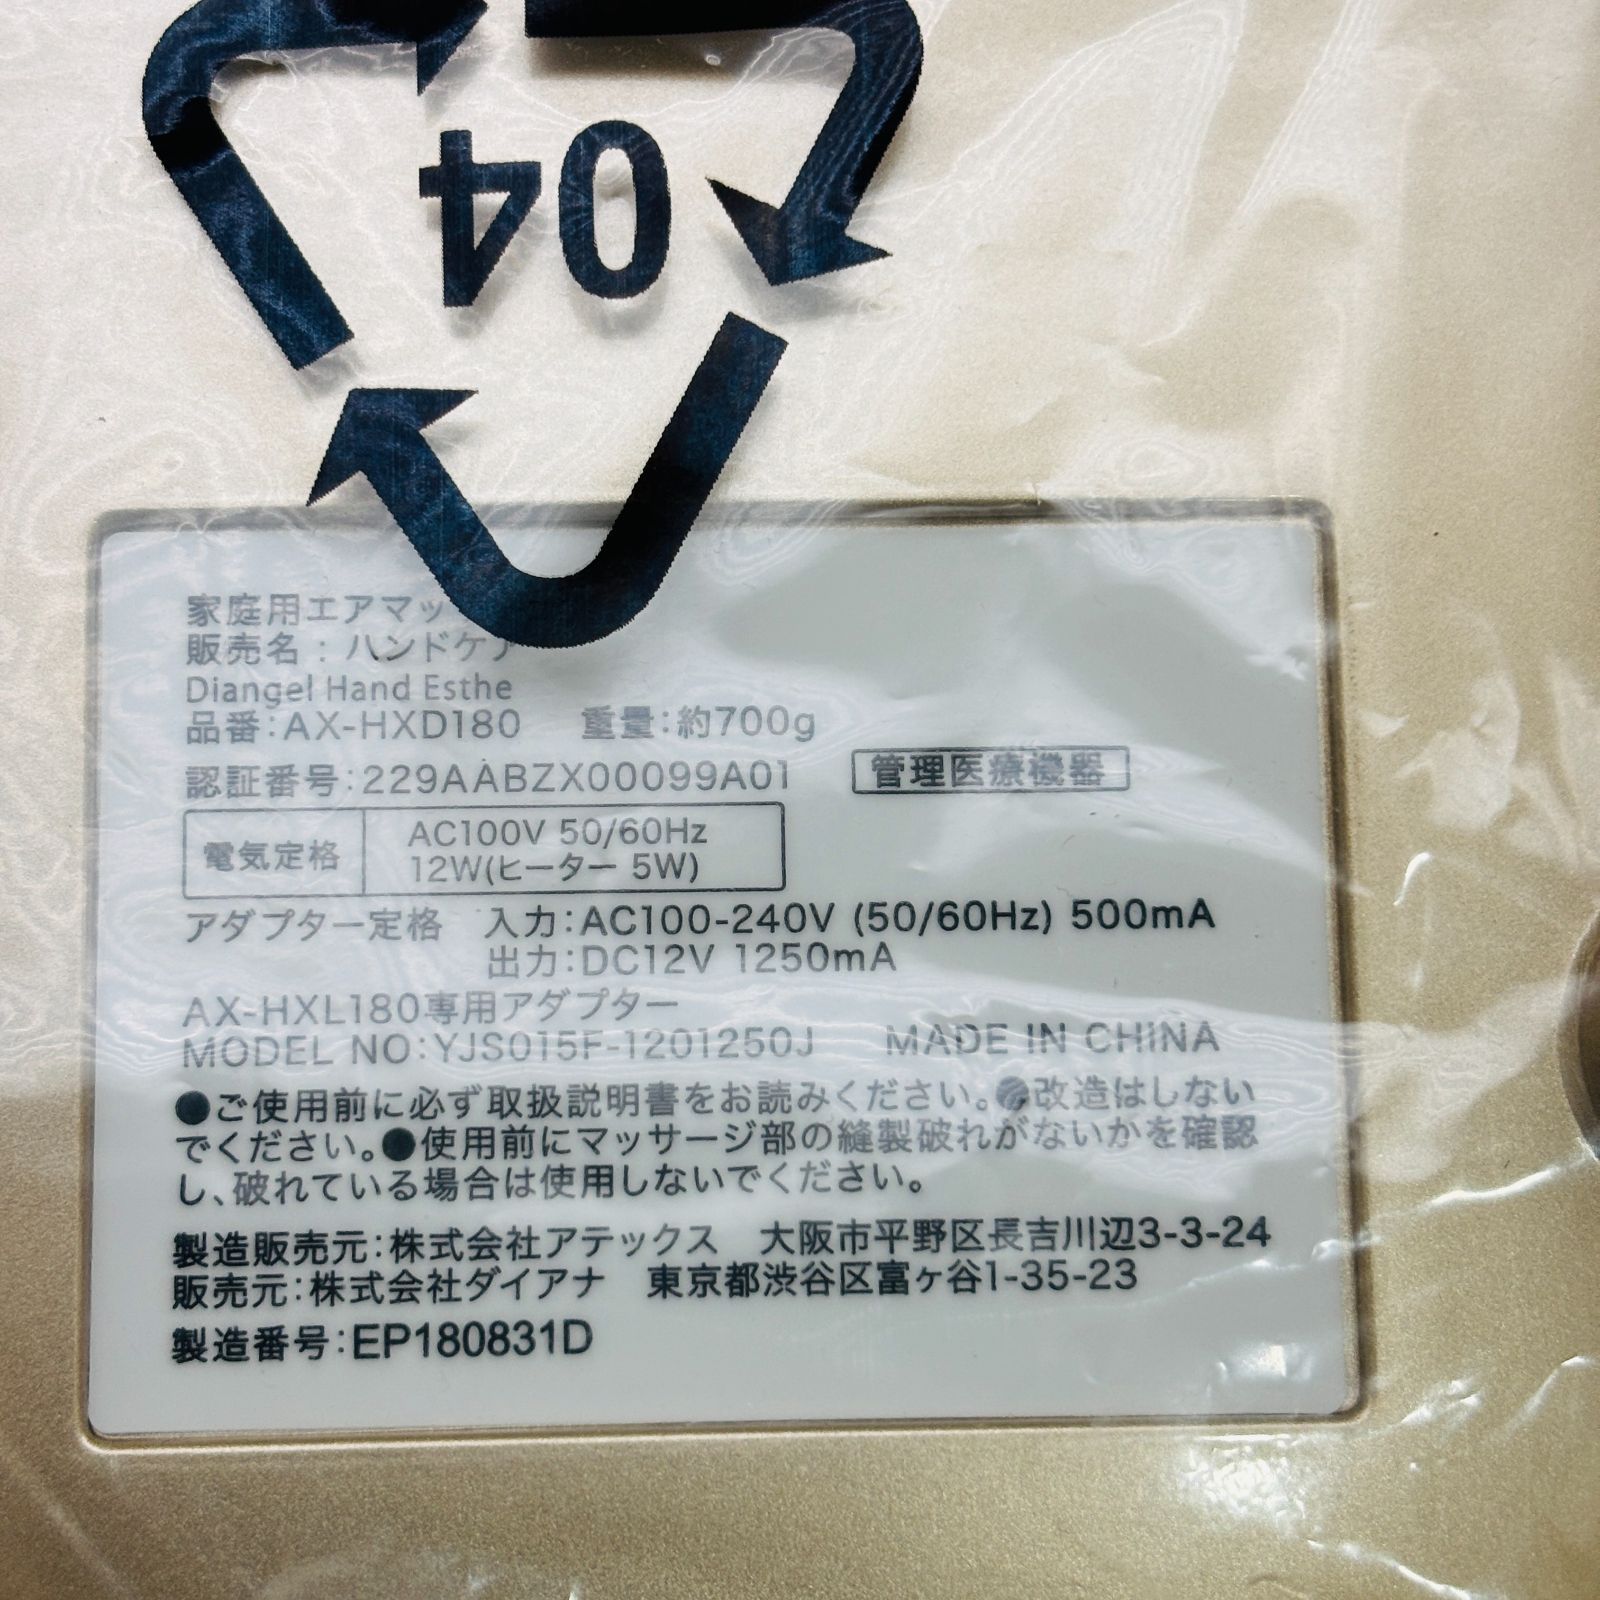 04
家庭用エアマッ
販売名：ハンドケア
Diangel Hand Esthe
品番：AX-HXD180　重量：約700g
認証番号：229AABZX00099A01　管理医療機器
電気定格　AC100V 50/60Hz
12W(ヒーター 5W)
アダプター定格　入力：AC100-240V (50/60Hz) 500mA
出力：DC12V 1250mA
AX-HXL180専用アダプター
MODEL NO：YJS015F-1201250J　MADE IN CHINA
●ご使用前に必ず取扱説明書をお読みください。●改造はしない
でください。●使用前にマッサージ部の縫製破れがないかを確認
し、破れている場合は使用しないでください。
製造販売元：株式会社アテックス　大阪市平野区長吉川辺3-3-24
販売元：株式会社ダイアナ　東京都渋谷区富ヶ谷1-35-23
製造番号：EP180831D